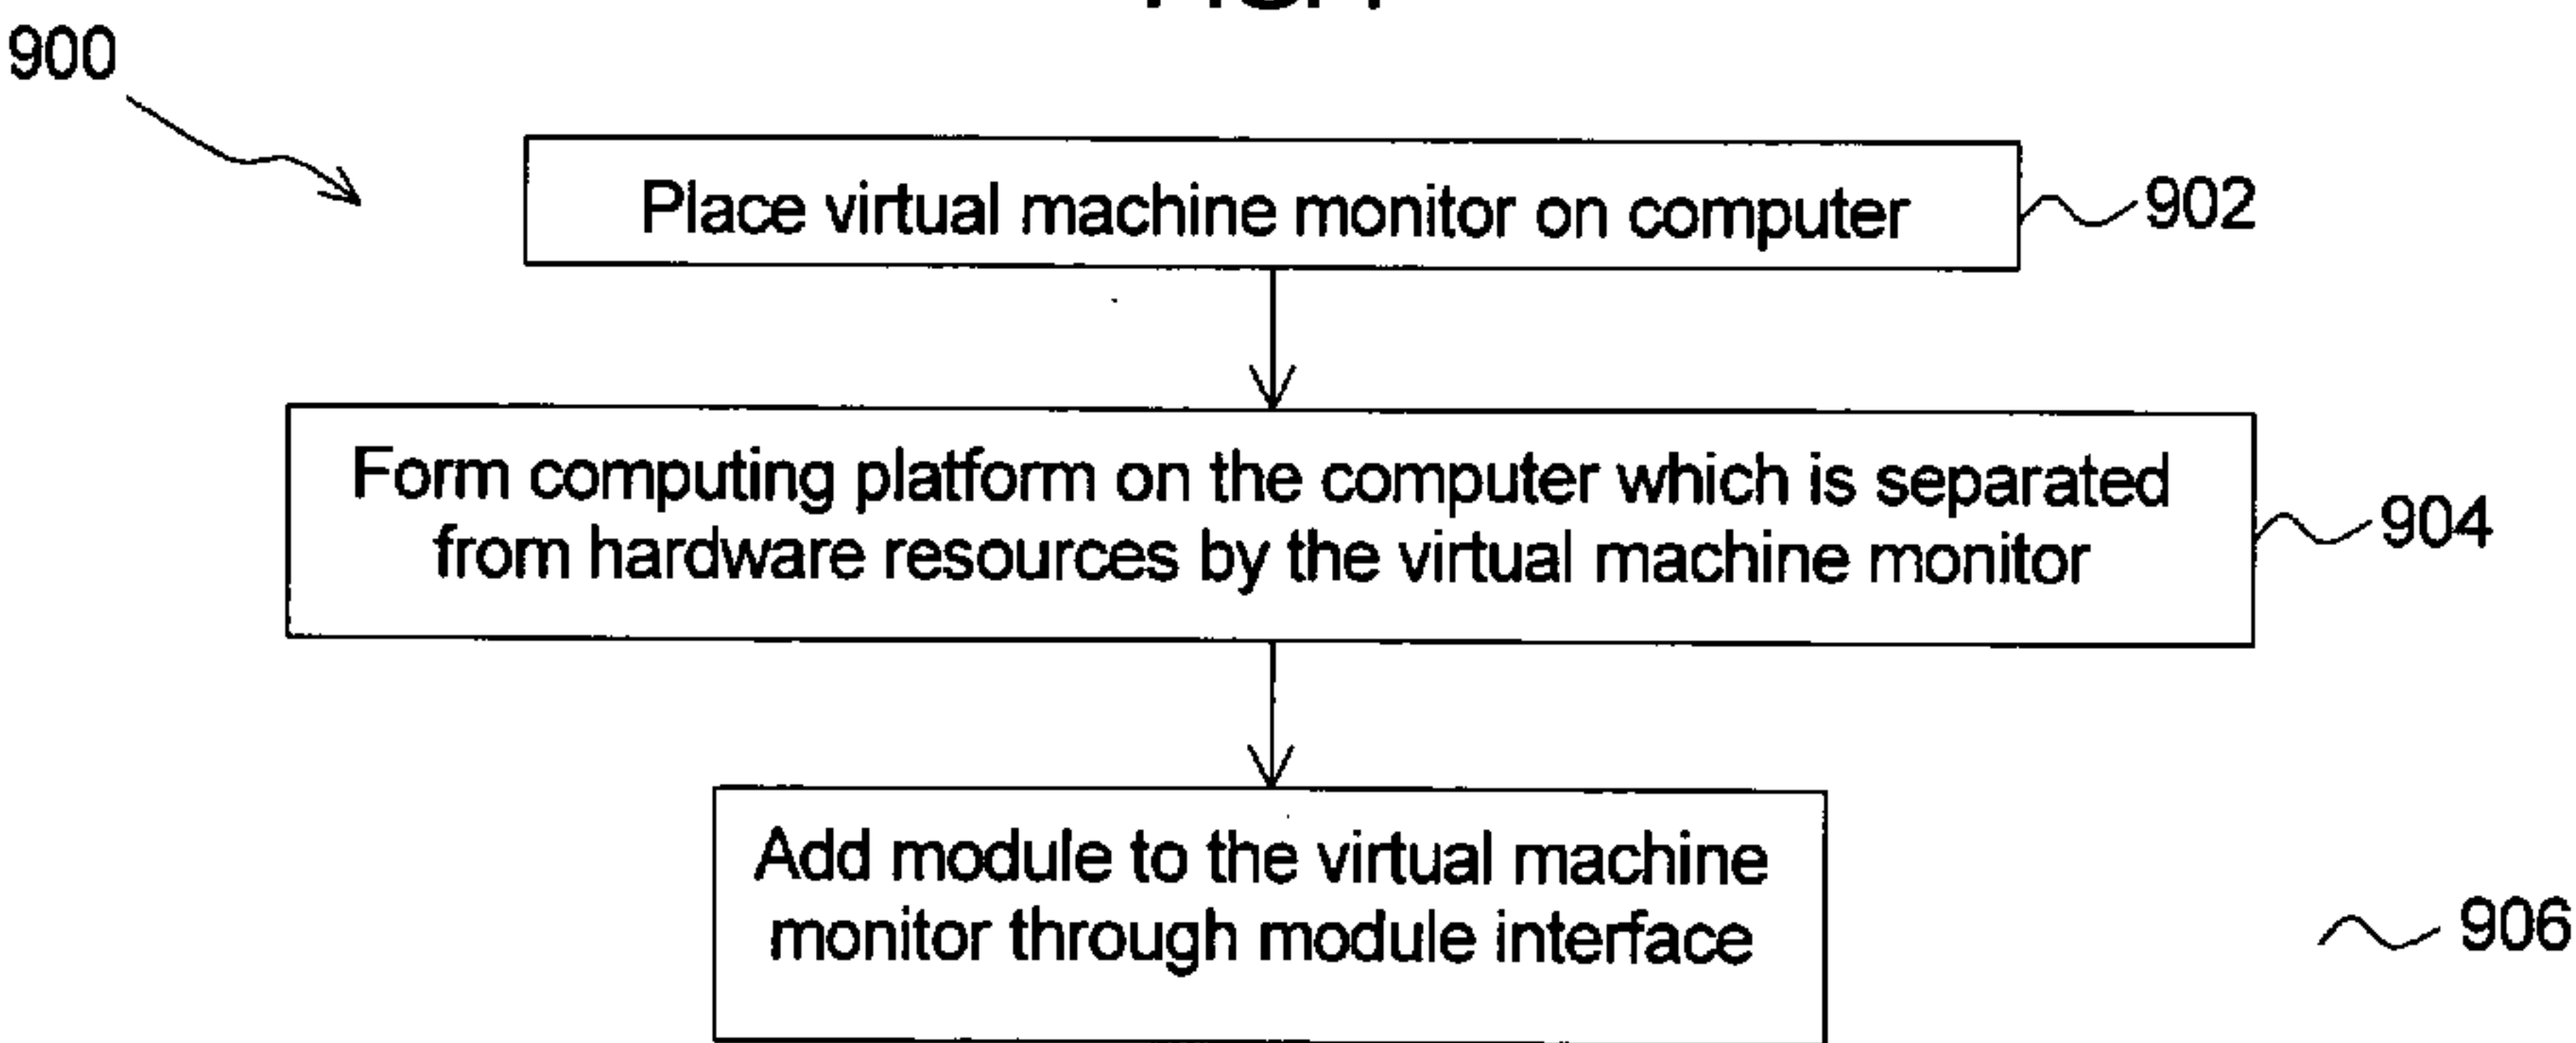 900
Place virtual machine monitor on computer
902
Form computing platform on the computer which is separated
from hardware resources by the virtual machine monitor
904
Add module to the virtual machine
monitor through module interface
906